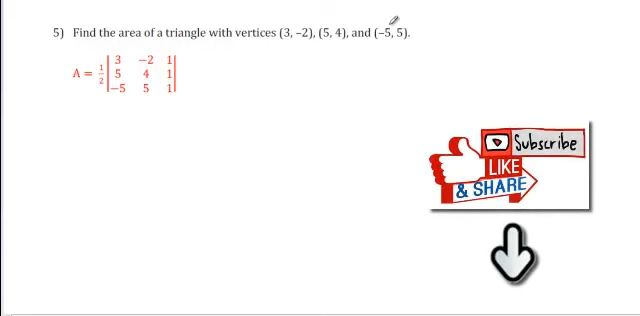 5) Find the area of a triangle with vertices (3, −2), (5, 4), and (−5, 5).
A = 1/2 | 3 −2 1 |
| 5 4 1 |
| −5 5 1 |
Subscribe
LIKE
& SHARE